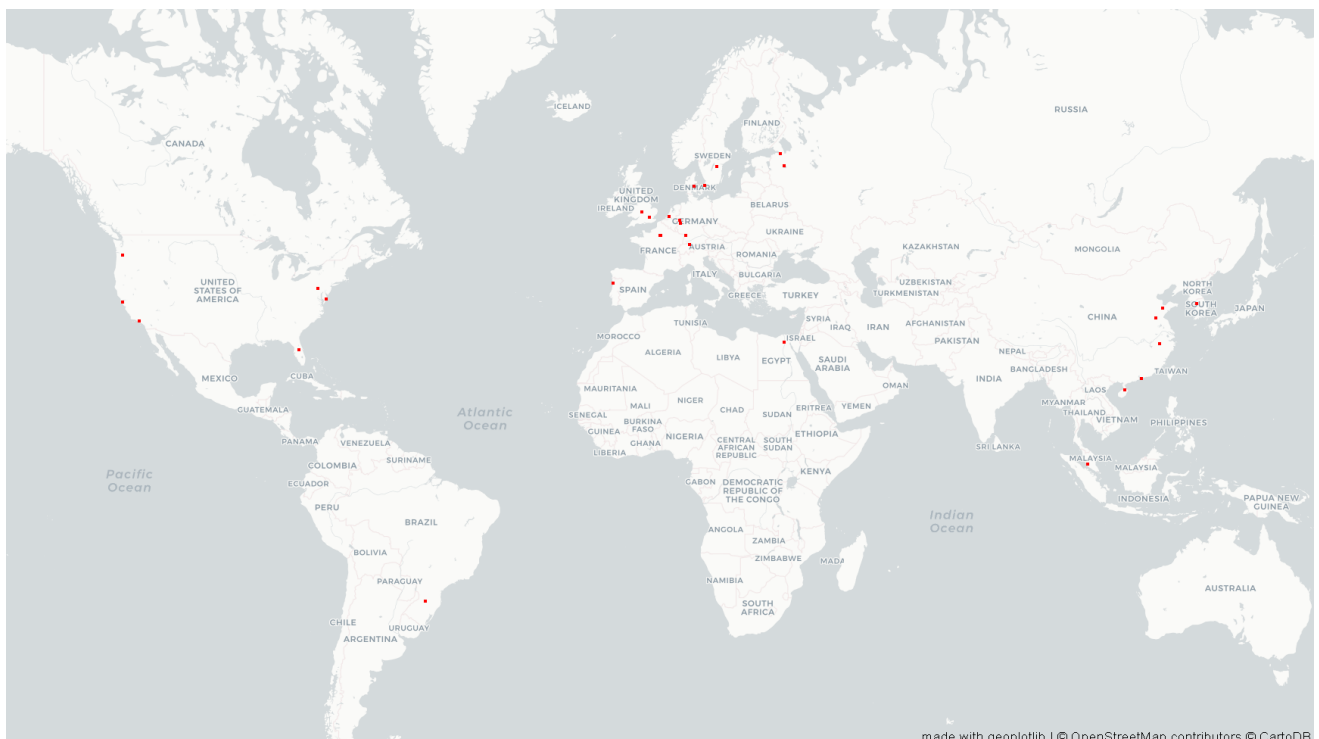 ICELAND
RUSSIA
FINLAND
CANADA
SWEDEN
DENMARK
UNITED
KINGDOM
IRELAND
BELARUS
GERMANY
UKRAINE
FRANCE
AUSTRIA
KAZAKHSTAN
MONGOLIA
ROMANIA
ITALY
BULGARIA
UZBEKISTAN
UNITED
STATES OF
AMERICA
SPAIN
GREECE
TURKEY
TURKMENISTAN
NORTH
KOREA
SOUTH
KOREA
JAPAN
CHINA
TUNISIA
SYRIA
IRAQ
IRAN
AFGHANISTAN
MOROCCO
ISRAEL
PAKISTAN
ALGERIA
LIBYA
EGYPT
SAUDI
ARABIA
NEPAL
BANGLADESH
TAIWAN
MEXICO
CUBA
INDIA
OMAN
LAOS
MAURITANIA
MYANMAR
GUATEMALA
Atlantic
Ocean
MALI
NIGER
CHAD
SUDAN
ERITREA
YEMEN
THAILAND
VIETNAM
PHILIPPINES
SENEGAL
BURKINA
FASO
GUINEA
GHANA
NIGERIA
CENTRAL
AFRICAN
REPUBLIC
SOUTH
SUDAN
ETHIOPIA
SRI LANKA
PANAMA
VENEZUELA
LIBERIA
COLOMBIA
SURINAME
MALAYSIA
MALAYSIA
Pacific
Ocean
ECUADOR
GABON
DEMOCRATIC
REPUBLIC OF
THE CONGO
KENYA
INDONESIA
PAPUA NEW
GUINEA
PERU
BRAZIL
Indian
Ocean
ANGOLA
ZAMBIA
BOLIVIA
ZIMBABWE
MADA
PARAGUAY
NAMIBIA
AUSTRALIA
SOUTH
AFRICA
CHILE
URUGUAY
ARGENTINA
made with geoplotlib | © OpenStreetMap contributors © CartoDB